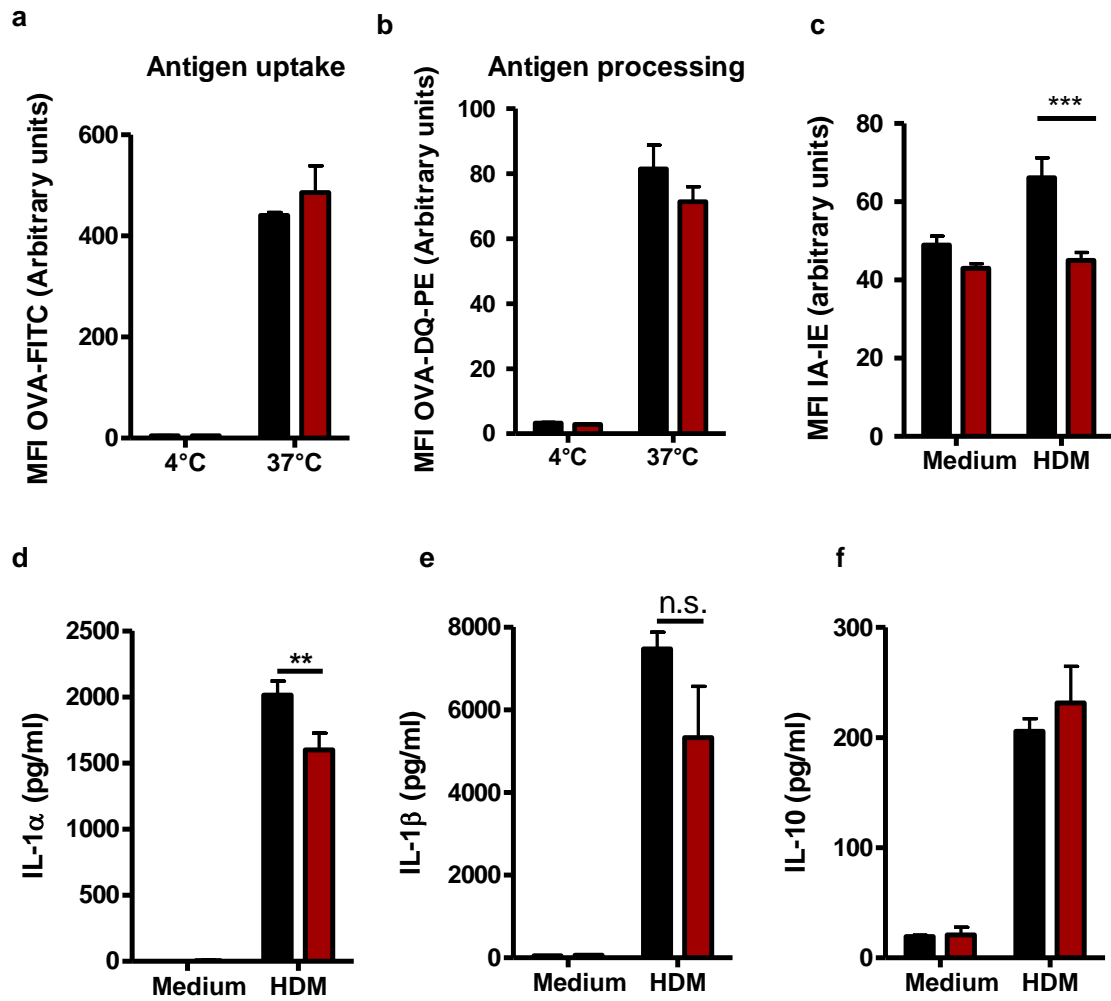 a
Antigen uptake
MFI OVA-FITC (Arbitrary units)
600
400
200
0
4°C 37°C
b
Antigen processing
MFI OVA-DQ-PE (Arbitrary units)
100
80
60
40
20
0
4°C 37°C
c
MFI IA-IE (arbitrary units)
80
60
40
20
0
***
Medium HDM
d
IL-1α (pg/ml)
2500
2000
1500
1000
500
0
**
Medium HDM
e
IL-1β (pg/ml)
8000
6000
4000
2000
0
n.s.
Medium HDM
f
IL-10 (pg/ml)
300
200
100
0
Medium HDM